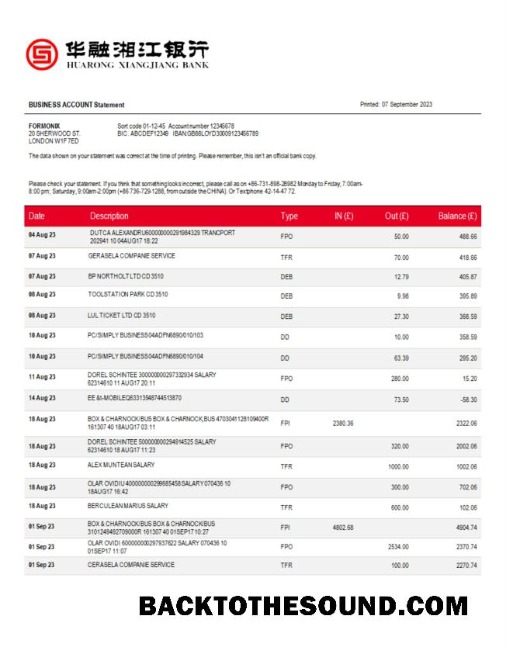 华融湘江银行
HUARONG XIANGJIANG BANK
BUSINESS ACCOUNT Statement
Printed: 07 September 2023
FORMONIX
Sort code 01-12-45 Accountnumber 12345678
20 SHERWOOD ST.
BIC. ABCDEF12349 IBAN:GB88LOYD30009123456789
LONDON W1F7ED
The data shown on your statement was correct at the time of printing. Please remember, this isn't an official bank copy.
Please check your statement. If you think that something looks incorrect, please call as on +86-731-898-28982 Monday to Friday, 7:00am-
8:00 pm; Saturday, 9:00am-2:00pm (+86 736-729-1288, from outside the CHINA). Or Textphone 42-14-47 72.
Date Description Type IN (£) Out (£) Balance (£)
04 Aug 23 DUTCA ALEXANDRU600000000291984329 TRANCPORT FPO 50.00 488.66
202941 10 04AUG17 18:22
07 Aug 23 GERASELA COMPANIE SERVICE TFR 70.00 418.66
07 Aug 23 BP NORTHOLT LTD CD 3510 DEB 12.79 405.87
08 Aug 23 TOOLSTATION PARK CD 3510 DEB 9.98 395.89
08 Aug 23 LUL TICKET LTD CD 3510 DEB 27.30 368.59
10 Aug 23 PC/SIMPLY BUSINESS04ADFN6690/010/103 DD 10.00 358.59
10 Aug 23 PC/SIMPLY BUSINESS04ADFN6690/010/104 DD 63.39 295.20
11 Aug 23 DOREL SCHINTEE 300000000297332934 SALARY FPO 280.00 15.20
62314610 11 AUG17 20:11
14 Aug 23 EE &t-MOBILEQ63313548744513870 DD 73.50 -58.30
18 Aug 23 BOX & CHARNOCK/BUS BOX & CHARNOCK,BUS 4703041128109400R FPI 2380.36 2322.06
161307 40 18AUG17 03:11
18 Aug 23 DOREL SCHINTEE 500000000294914525 SALARY FPO 320.00 2002.06
62314610 18 AUG17 11:23
18 Aug 23 ALEX MUNTEAN SALARY TFR 1000.00 1002.06
18 Aug 23 OLAR OVIDIU 400000000299685458 SALARY 070436 10 FPO 300.00 702.06
18AUG17 16:42
18 Aug 23 BERCULEAN MARIUS SALARY TFR 600.00 102.06
01 Sep 23 BOX & CHARNOCK/BUS BOX & CHARNOCK/BUS FPI 4802.68 4904.74
3101249492709000R 161307 40 01SEP17 10:27
01 Sep 23 OLAR OVIDI 600000000297937622 SALARY 070436 10 FPO 2534.00 2370.74
01SEP17 11:07
01 Sep 23 CERASELA COMPANIE SERVICE TFR 100.00 2270.74
BACKTOTHESOUND.COM